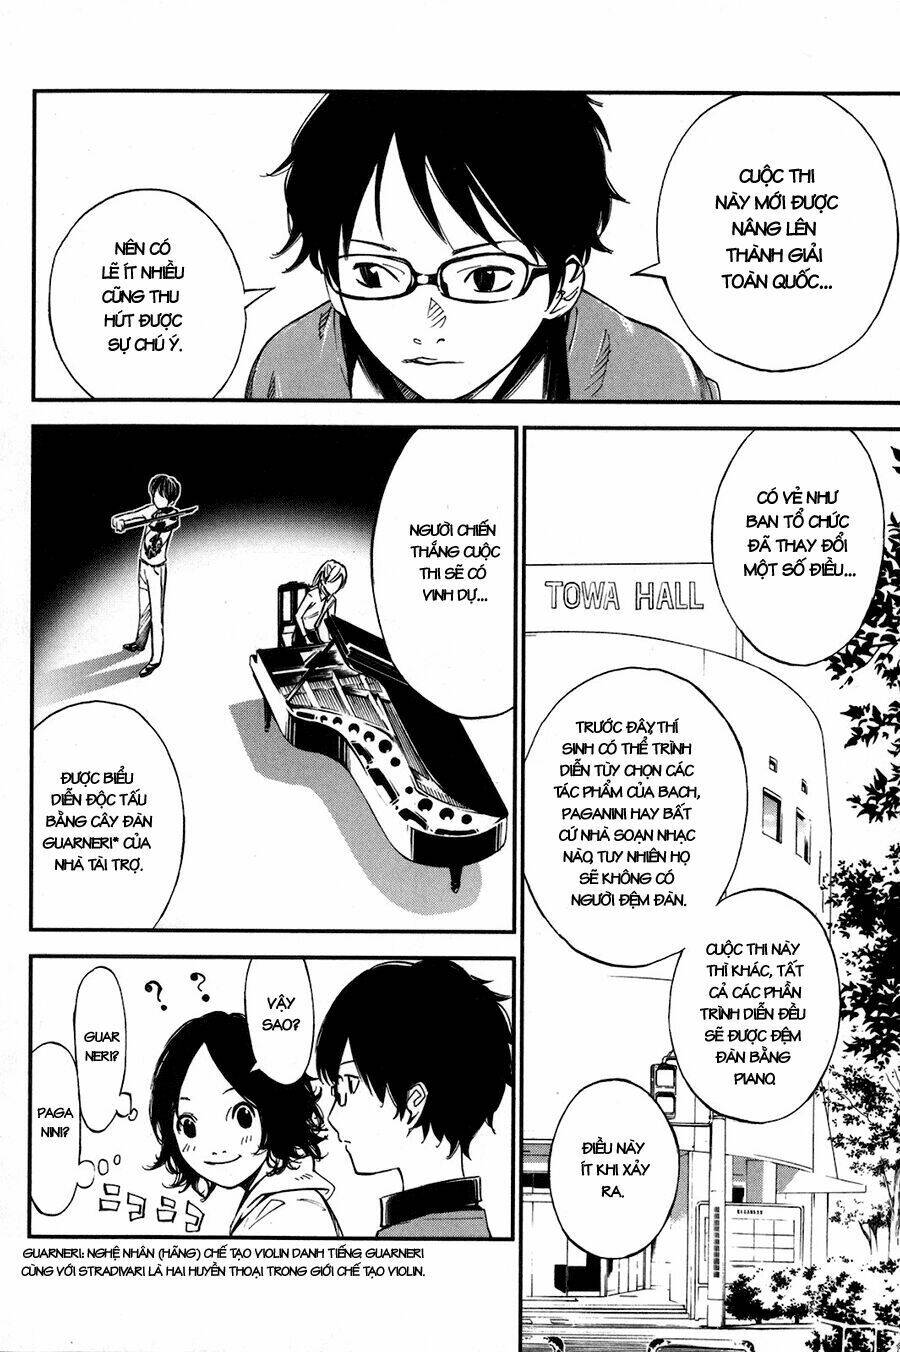 CUỘC THI
NÀY MỚI ĐƯỢC
NÂNG LÊN
THÀNH GIẢI
TOÀN QUỐC...
NÊN CÓ
LẼ ÍT NHIỀU
CŨNG THU
HÚT ĐƯỢC
SỰ CHÚ Ý.
CÓ VẺ NHƯ
BAN TỔ CHỨC
ĐÃ THAY ĐỔI
MỘT SỐ ĐIỀU...
TOWA HALL
TRƯỚC ĐÂY, THÍ
SINH CÓ THỂ TRÌNH
DIỄN TÙY CHỌN CÁC
TÁC PHẨM CỦA BACH,
PAGANINI HAY BẤT
CỨ NHÀ SOẠN NHẠC
NÀO, TUY NHIÊN HỌ
SẼ KHÔNG CÓ
NGƯỜI ĐỆM ĐÀN.
CUỘC THI NÀY
THÌ KHÁC, TẤT
CẢ CÁC PHẦN
TRÌNH DIỄN ĐỀU
SẼ ĐƯỢC ĐỆM
ĐÀN BẰNG
PIANO.
ĐIỀU NÀY
ÍT KHI XẢY
RA.
NGƯỜI CHIẾN
THẮNG CUỘC
THI SẼ CÓ
VINH DỰ...
ĐƯỢC BIỂU
DIỄN ĐỘC TẤU
BẰNG CÂY ĐÀN
GUARNERI* CỦA
NHÀ TÀI TRỢ.
VẬY
SAO?
? ?
GUAR
NERI?
PAGA
NINI?
ニコニコ
GUARNERI: NGHỆ NHÂN (HÃNG) CHẾ TẠO VIOLIN DANH TIẾNG GUARNERI
CÙNG VỚI STRADIVARI LÀ HAI HUYỀN THOẠI TRONG GIỚI CHẾ TẠO VIOLIN.